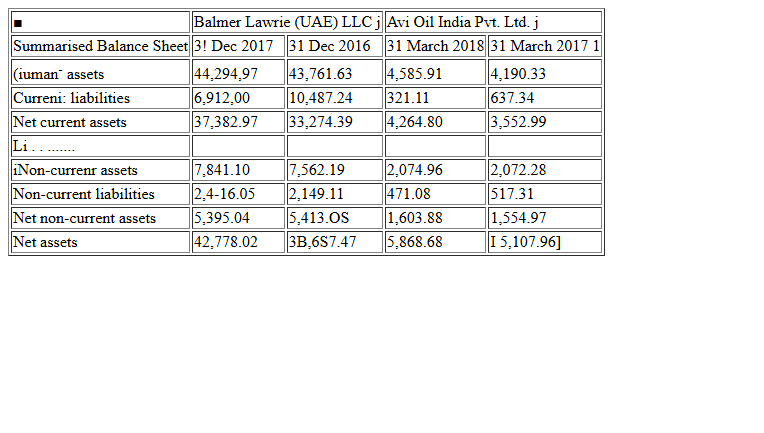 ■ Balmer Lawrie (UAE) LLC j Avi Oil India Pvt. Ltd. j
Summarised Balance Sheet 3! Dec 2017 31 Dec 2016 31 March 2018 31 March 2017 1
(iuman- assets 44,294,97 43,761.63 4,585.91 4,190.33
Curreni: liabilities 6,912,00 10,487.24 321.11 637.34
Net current assets 37,382.97 33,274.39 4,264.80 3,552.99
Li . . .......
iNon-currenr assets 7,841.10 7,562.19 2,074.96 2,072.28
Non-current liabilities 2,4-16.05 2,149.11 471.08 517.31
Net non-current assets 5,395.04 5,413.OS 1,603.88 1,554.97
Net assets 42,778.02 3B,6S7.47 5,868.68 I 5,107.96]